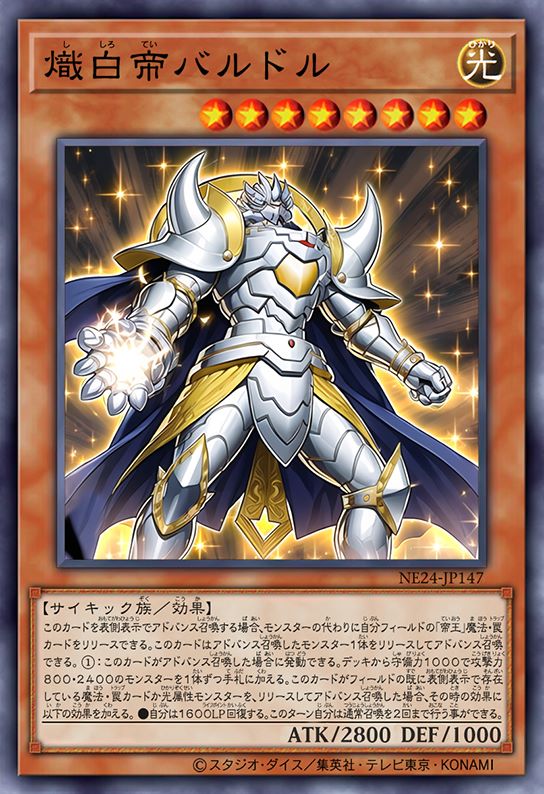 熾白帝バルドル
光
NE24-JP147
【サイキック族／効果】
このカードを表側表示でアドバンス召喚する場合、モンスターの代わりに自分フィールドの「帝王」魔法・罠
カードをリリースできる。このカードはアドバンス召喚したモンスター1体をリリースしてアドバンス召喚
できる。①：このカードがアドバンス召喚した場合に発動できる。デッキから守備力1000で攻撃力
800・2400のモンスターを1体ずつ手札に加える。このカードがフィールドの既に表側表示で存在
している魔法・罠カードか光属性モンスターを、リリースしてアドバンス召喚した場合、その時の効果に
以下の効果を加える。●自分は1600LP回復する。このターン自分は通常召喚を2回まで行う事ができる。
ATK/2800 DEF/1000
©スタジオ・ダイス／集英社・テレビ東京・KONAMI